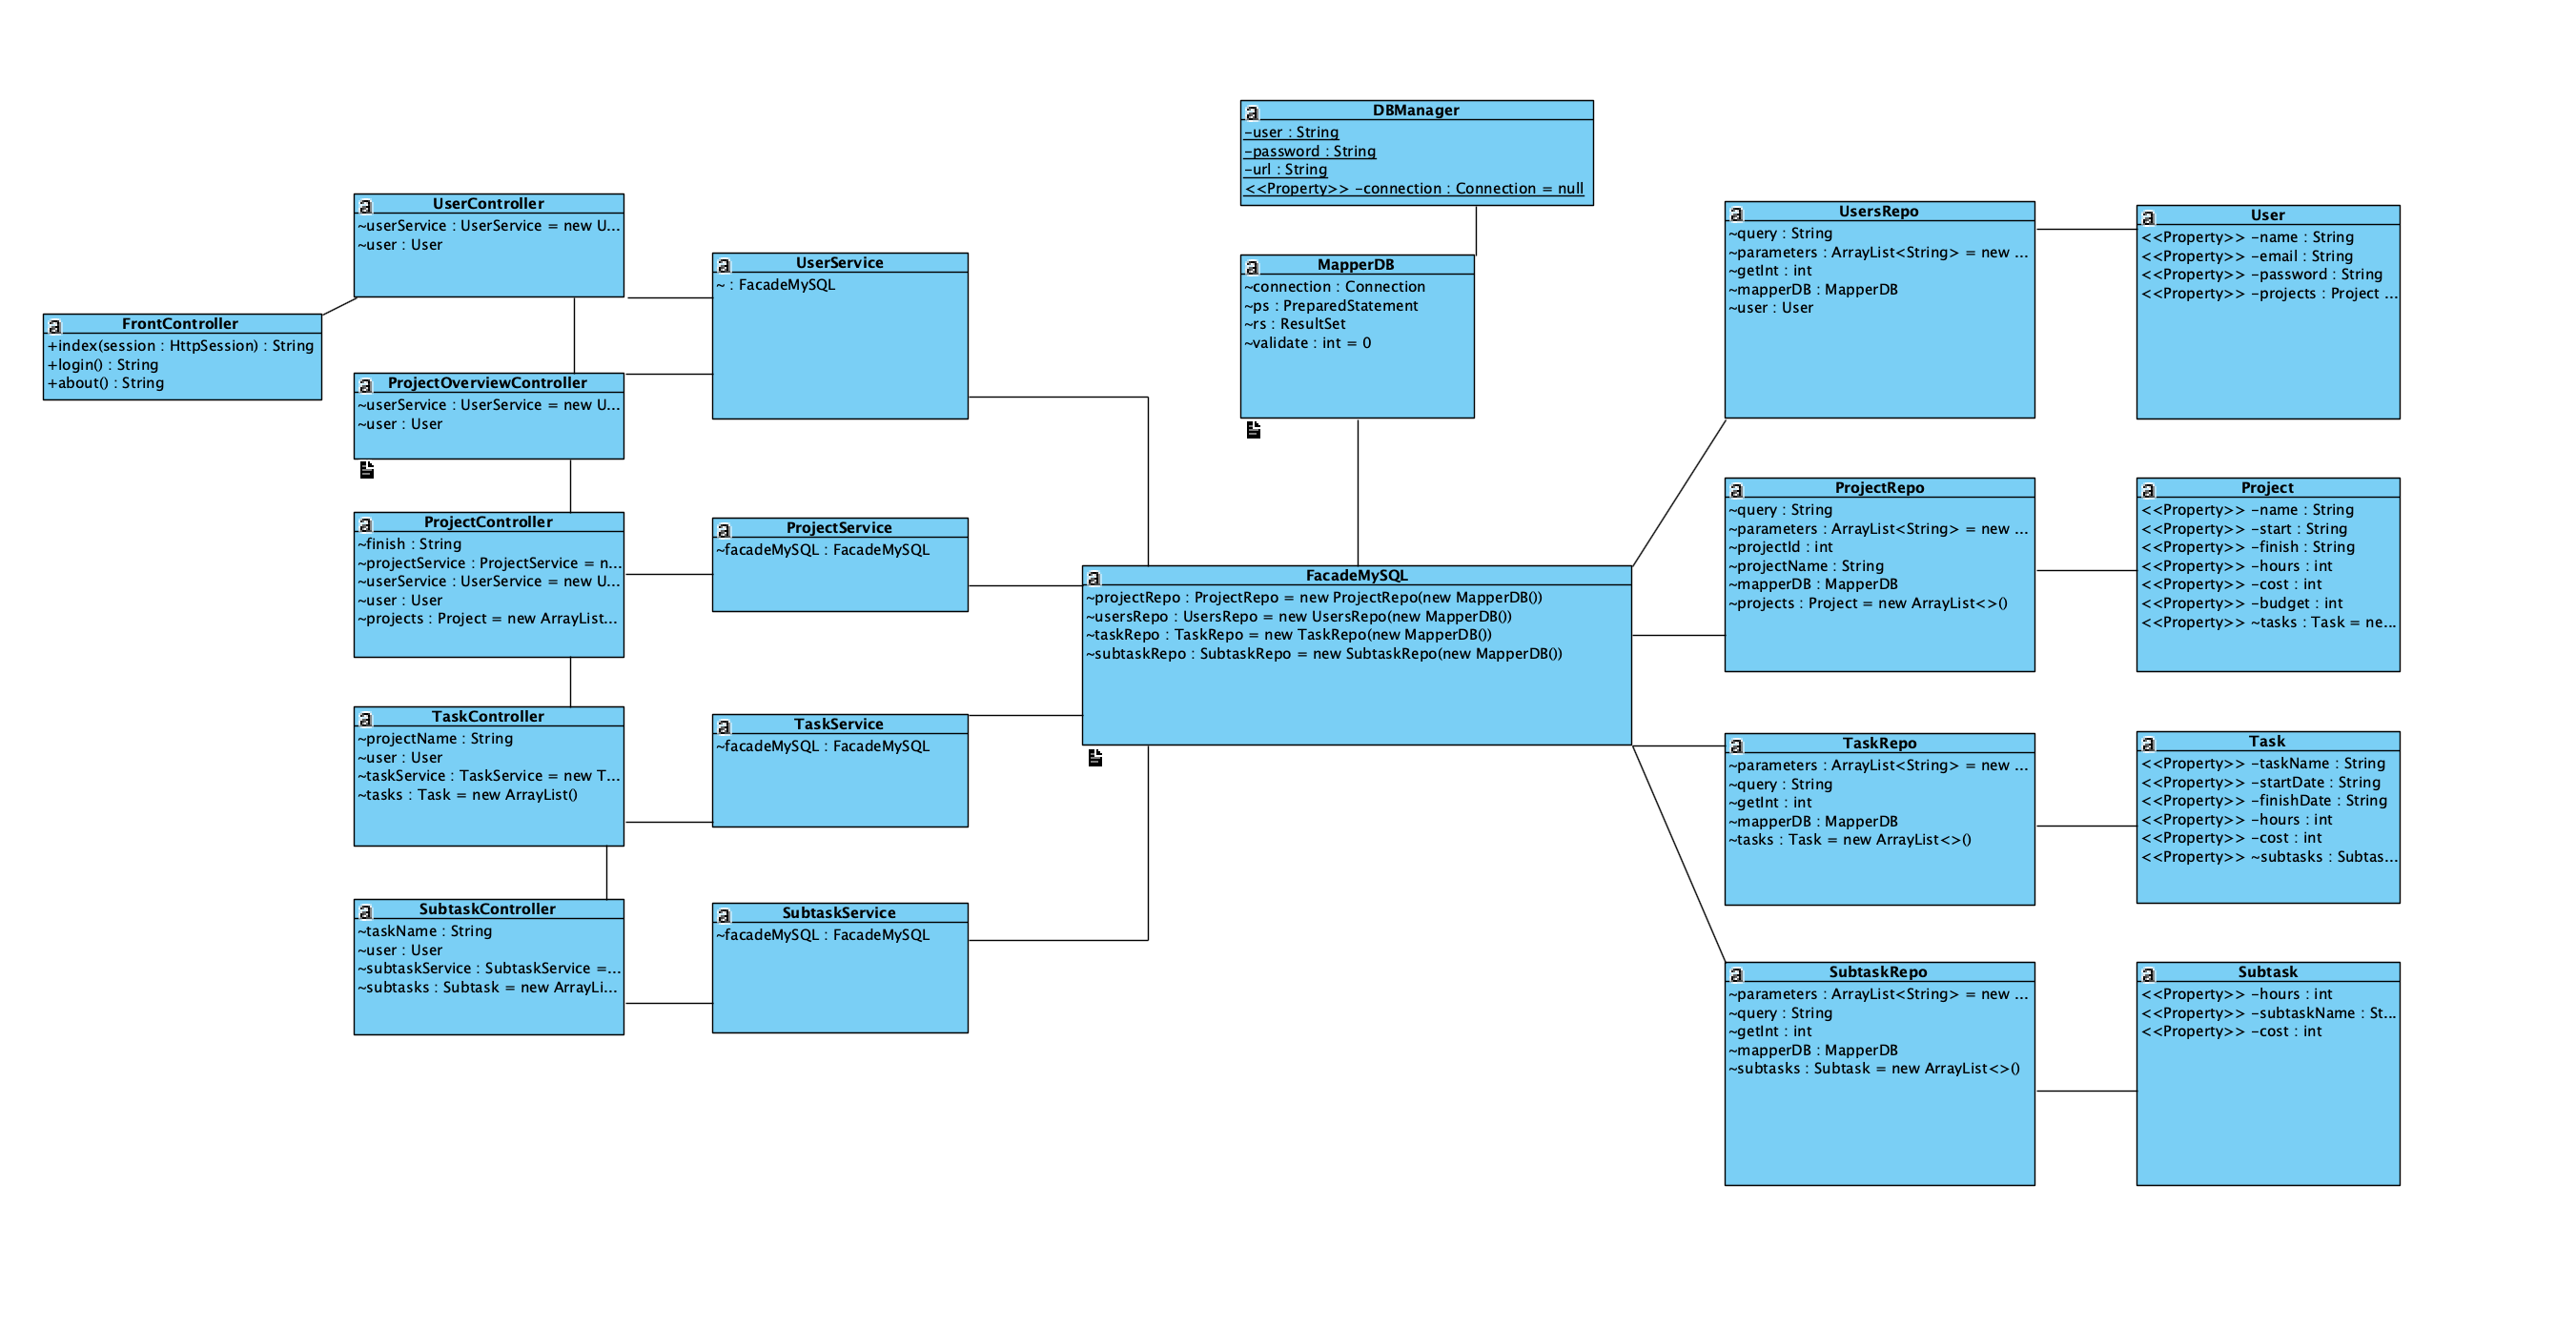 DBManager
-user : String
-password : String
-url : String
<<Property>> -connection : Connection = null
UserController
~userService : UserService = new U...
~user : User
UserService
~ : FacadeMySQL
MapperDB
~connection : Connection
~ps : PreparedStatement
~rs : ResultSet
~validate : int = 0
UsersRepo
~query : String
~parameters : ArrayList<String> = new ...
~getInt : int
~mapperDB : MapperDB
~user : User
User
<<Property>> -name : String
<<Property>> -email : String
<<Property>> -password : String
<<Property>> -projects : Project ...
FrontController
+index(session : HttpSession) : String
+login() : String
+about() : String
ProjectOverviewController
~userService : UserService = new U...
~user : User
ProjectController
~finish : String
~projectService : ProjectService = n...
~userService : UserService = new U...
~user : User
~projects : Project = new ArrayList...
ProjectService
~facadeMySQL : FacadeMySQL
FacadeMySQL
~projectRepo : ProjectRepo = new ProjectRepo(new MapperDB())
~usersRepo : UsersRepo = new UsersRepo(new MapperDB())
~taskRepo : TaskRepo = new TaskRepo(new MapperDB())
~subtaskRepo : SubtaskRepo = new SubtaskRepo(new MapperDB())
ProjectRepo
~query : String
~parameters : ArrayList<String> = new ...
~projectId : int
~projectName : String
~mapperDB : MapperDB
~projects : Project = new ArrayList<>()
Project
<<Property>> -name : String
<<Property>> -start : String
<<Property>> -finish : String
<<Property>> -hours : int
<<Property>> -cost : int
<<Property>> -budget : int
<<Property>> ~tasks : Task = ne...
TaskController
~projectName : String
~user : User
~taskService : TaskService = new T...
~tasks : Task = new ArrayList()
TaskService
~facadeMySQL : FacadeMySQL
TaskRepo
~parameters : ArrayList<String> = new ...
~query : String
~getInt : int
~mapperDB : MapperDB
~tasks : Task = new ArrayList<>()
Task
<<Property>> -taskName : String
<<Property>> -startDate : String
<<Property>> -finishDate : String
<<Property>> -hours : int
<<Property>> -cost : int
<<Property>> ~subtasks : Subtas...
SubtaskController
~taskName : String
~user : User
~subtaskService : SubtaskService =...
~subtasks : Subtask = new ArrayLi...
SubtaskService
~facadeMySQL : FacadeMySQL
SubtaskRepo
~parameters : ArrayList<String> = new ...
~query : String
~getInt : int
~mapperDB : MapperDB
~subtasks : Subtask = new ArrayList<>()
Subtask
<<Property>> -hours : int
<<Property>> -subtaskName : St...
<<Property>> -cost : int